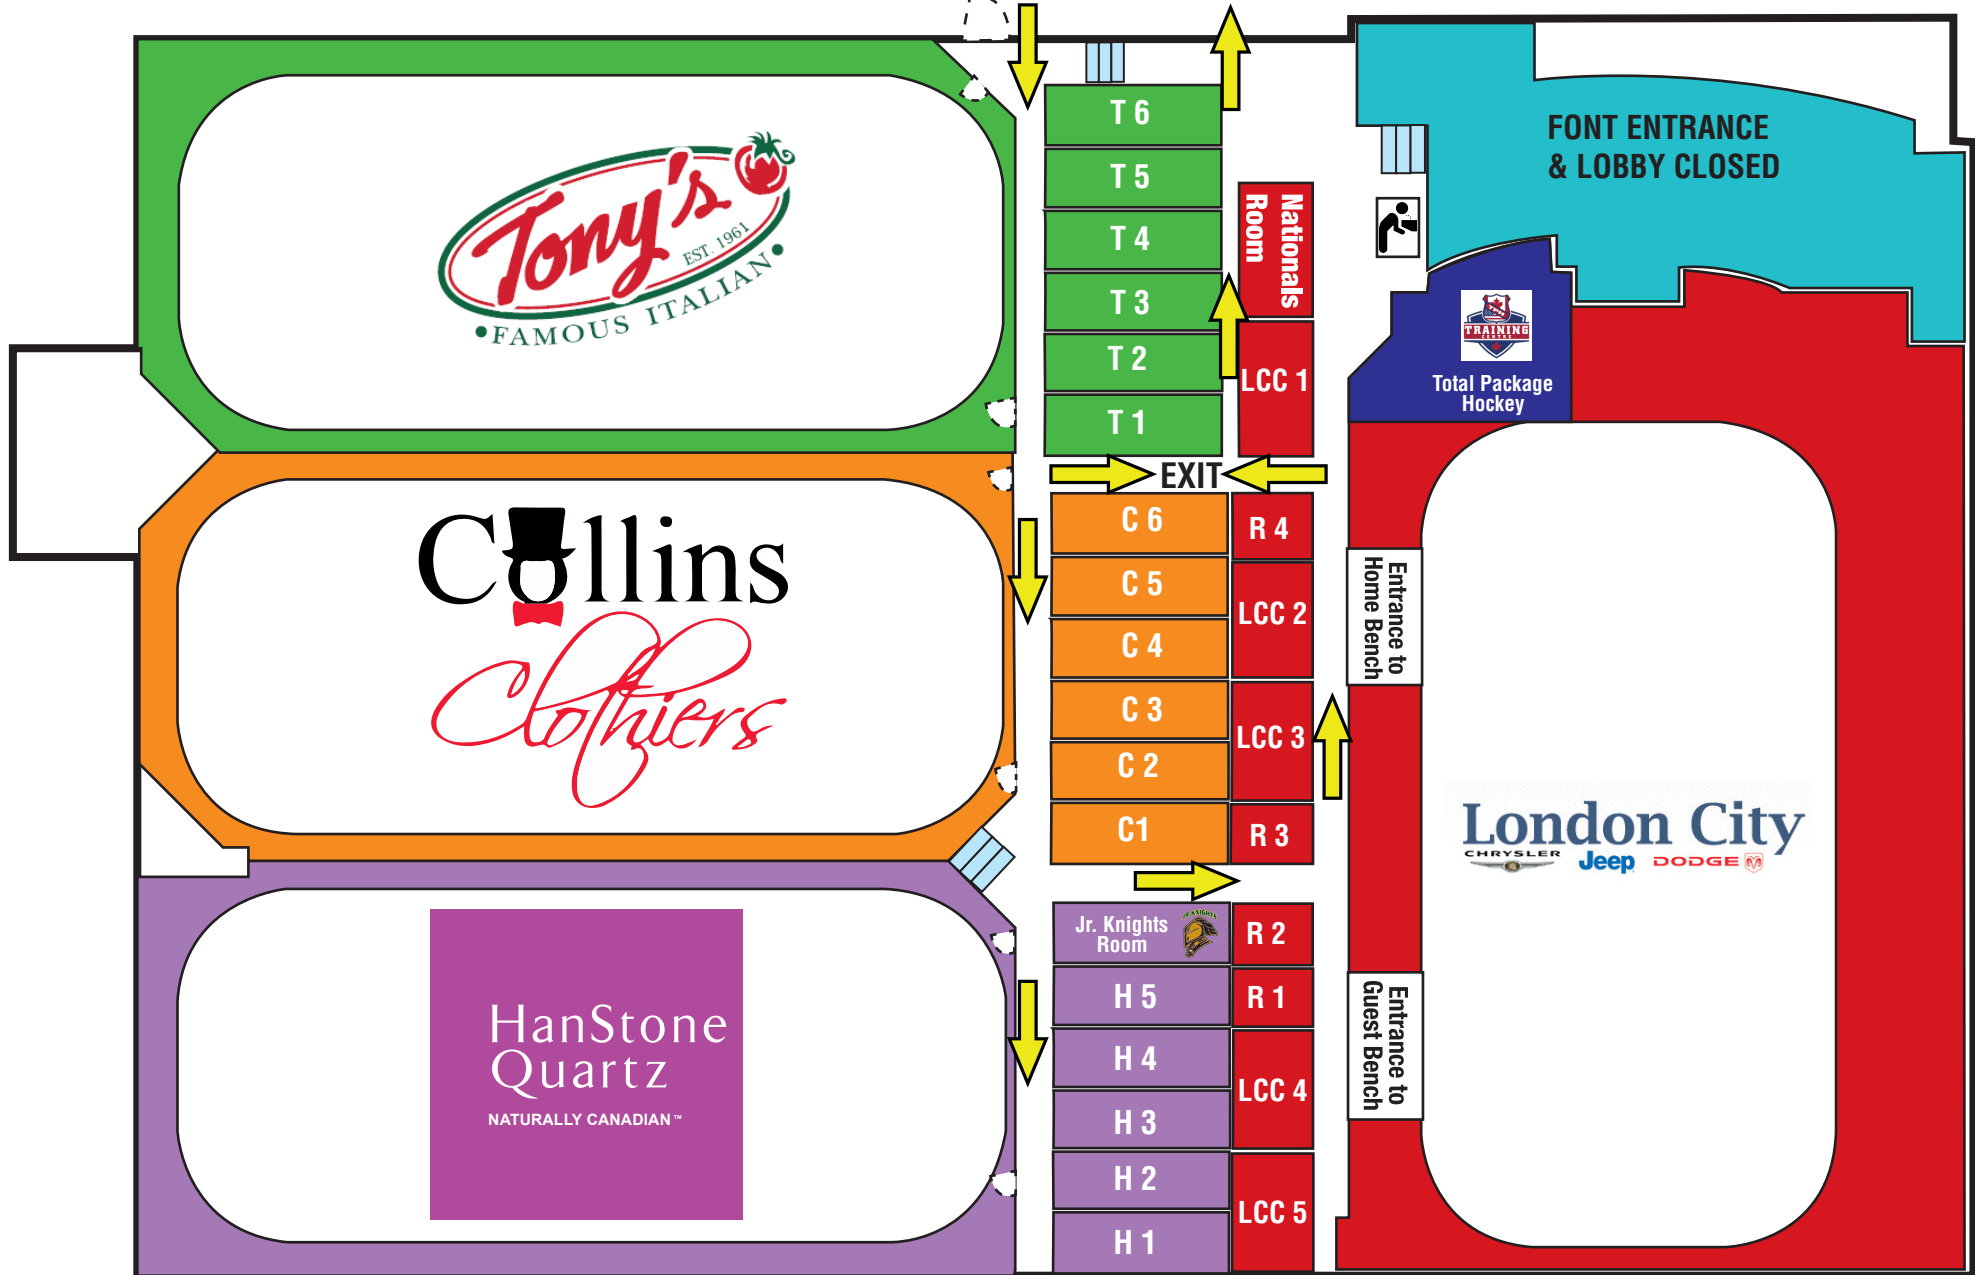 Tony's
EST. 1961
•FAMOUS ITALIAN•
Collins
Clothiers
HanStone
Quartz
NATURALLY CANADIAN™
T 6
T 5
T 4
T 3
T 2
T 1
Nationals
Room
LCC 1
EXIT
C 6
C 5
C 4
C 3
C 2
C1
R 4
LCC 2
LCC 3
R 3
Jr. Knights
Room
JR. KNIGHTS
H 5
H 4
H 3
H 2
H 1
R 2
R 1
LCC 4
LCC 5
FONT ENTRANCE
& LOBBY CLOSED
TRAINING
CENTRE
Total Package
Hockey
Entrance to
Home Bench
Entrance to
Guest Bench
London City
CHRYSLER
Jeep
DODGE